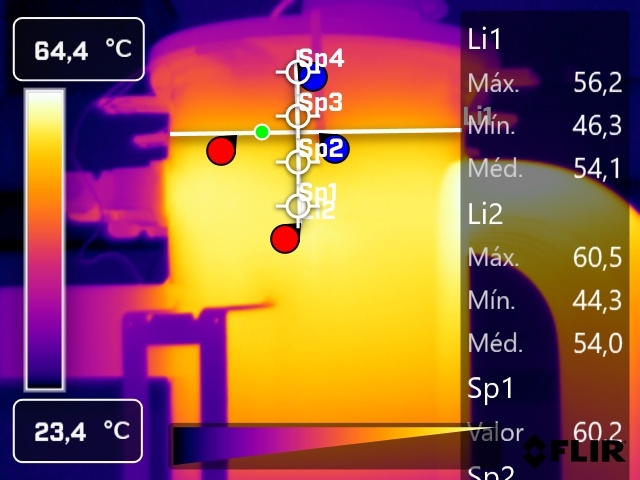 64,4 °C
Sp4
Sp3
Sp2
Sp1
Li2
Li1
23,4 °C
Li1
Máx. 56,2
Mín. 46,3
Méd. 54,1
Li2
Máx. 60,5
Mín. 44,3
Méd. 54,0
Sp1
Valor 60,2
FLIR
Sp2